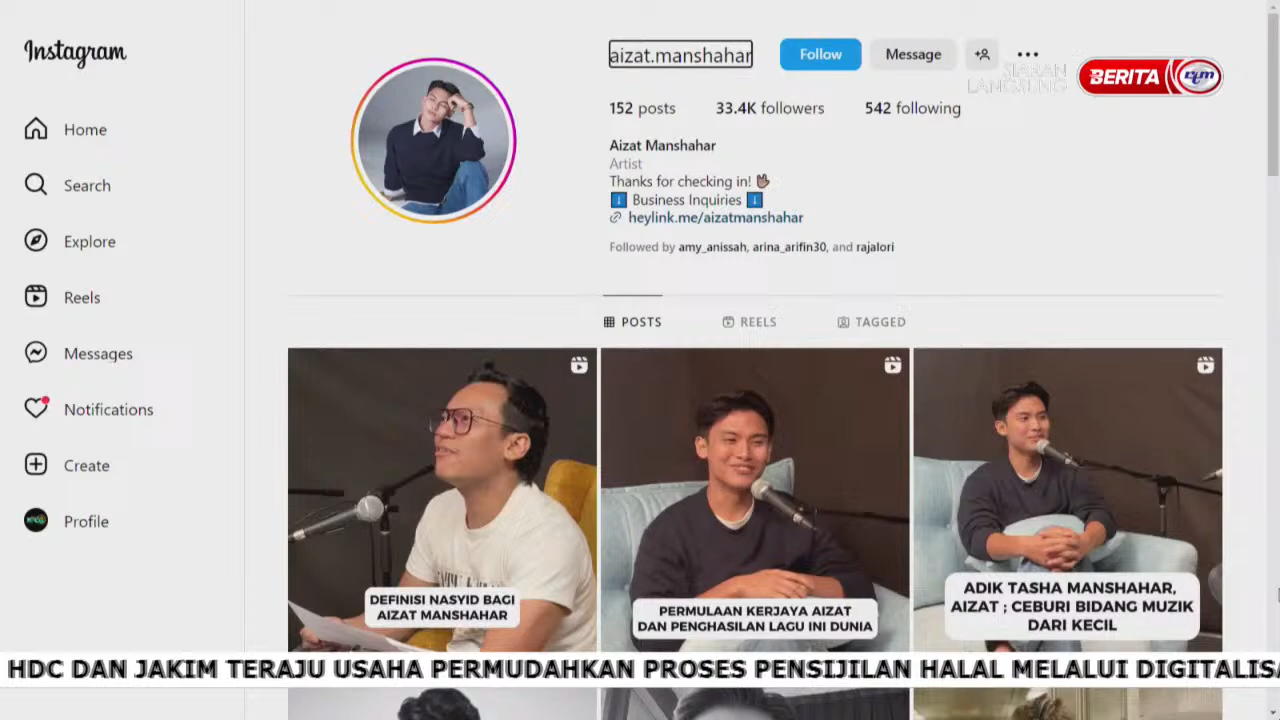 Instagram
Home
Search
Explore
Reels
Messages
Notifications
Create
Profile
aizat.manshahar
Follow
Message
SIARAN
LANGSUNG
BERITA
152 posts 33.4K followers 542 following
Aizat Manshahar
Artist
Thanks for checking in!
Business Inquiries
heylink.me/aizatmanshahar
Followed by amy_anissah, arina_arifin30, and rajalori
POSTS REELS TAGGED
DEFINISI NASYID BAGI
AIZAT MANSHAHAR
PERMULAAN KERJAYA AIZAT
DAN PENGHASILAN LAGU INI DUNIA
ADIK TASHA MANSHAHAR,
AIZAT ; CEBURI BIDANG MUZIK
DARI KECIL
HDC DAN JAKIM TERAJU USAHA PERMUDAHKAN PROSES PENSIJILAN HALAL MELALUI DIGITALISA